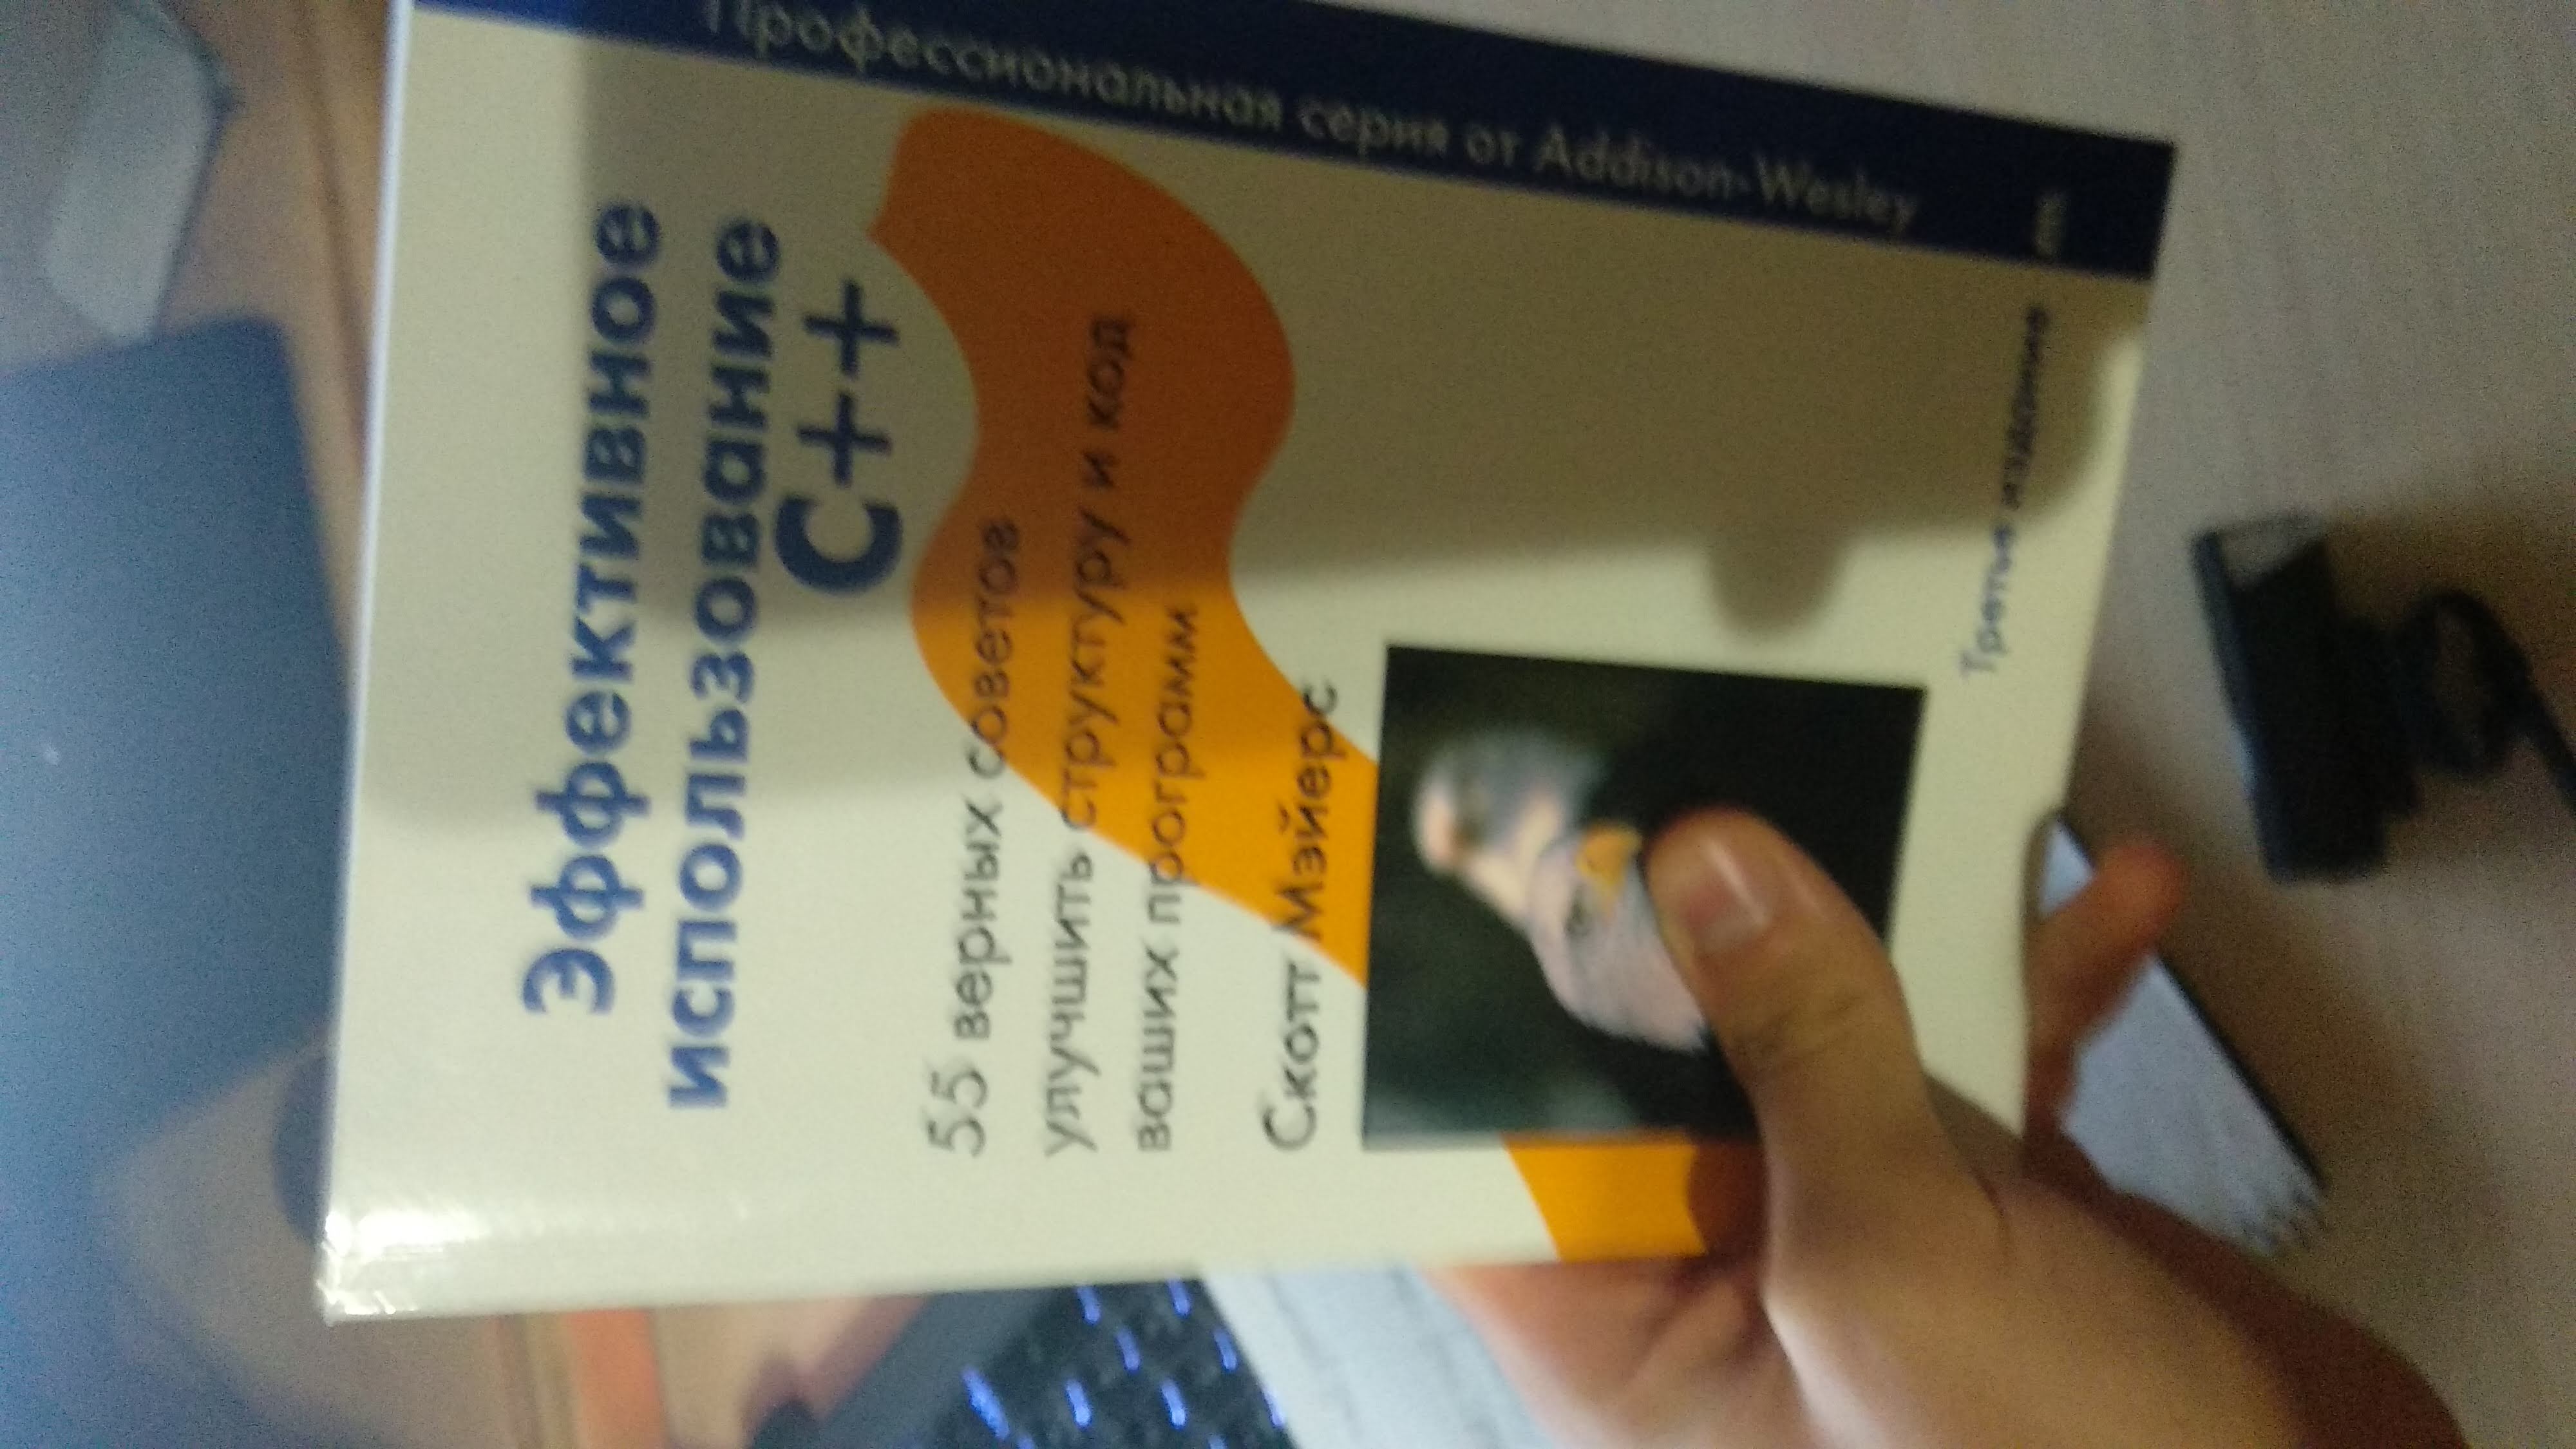 Эффективное
использование
C++
55 верных советов
улучшить структуру и код
ваших программ
Скотт Мэйерс
Третье издание
Профессиональная серия от Addison-Wesley